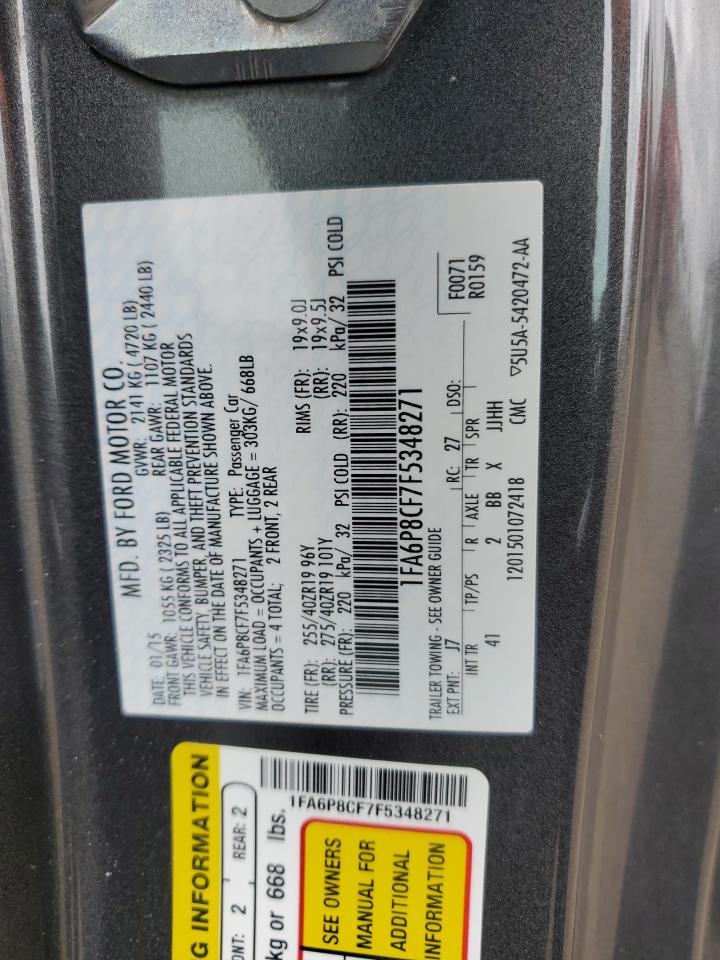 MFD. BY FORD MOTOR CO.
DATE: 01/15 GVWR: 2141 KG ( 4720 LB)
FRONT GAWR: 1055 KG ( 2325 LB) REAR GAWR: 1107 KG ( 2440 LB)
THIS VEHICLE CONFORMS TO ALL APPLICABLE FEDERAL MOTOR
VEHICLE SAFETY, BUMPER, AND THEFT PREVENTION STANDARDS
IN EFFECT ON THE DATE OF MANUFACTURE SHOWN ABOVE.
VIN: 1FA6P8CF7F5348271 TYPE: Passenger Car
MAXIMUM LOAD = OCCUPANTS + LUGGAGE = 303KG/ 668LB
OCCUPANTS = 4 TOTAL; 2 FRONT, 2 REAR
TIRE (FR): 255/40ZR19 96Y RIMS (FR): 19x9.0J
(RR): 275/40ZR19 101Y (RR): 19x9.5J
PRESSURE (FR): 220 kPa/ 32 PSI COLD (RR): 220 kPa/ 32 PSI COLD
1FA6P8CF7F5348271
TRAILER TOWING - SEE OWNER GUIDE F0071
EXT PNT: J7 RC: 27 DSO: R0159
INT TR TP/PS R AXLE TR SPR
41 2 BB X JJHH
1201501072418 CMC ▽5U5A-5420472-AA
G INFORMATION
ONT: 2 REAR: 2
kg or 668 lbs.
1FA6P8CF7F5348271
SEE OWNERS
MANUAL FOR
ADDITIONAL
INFORMATION